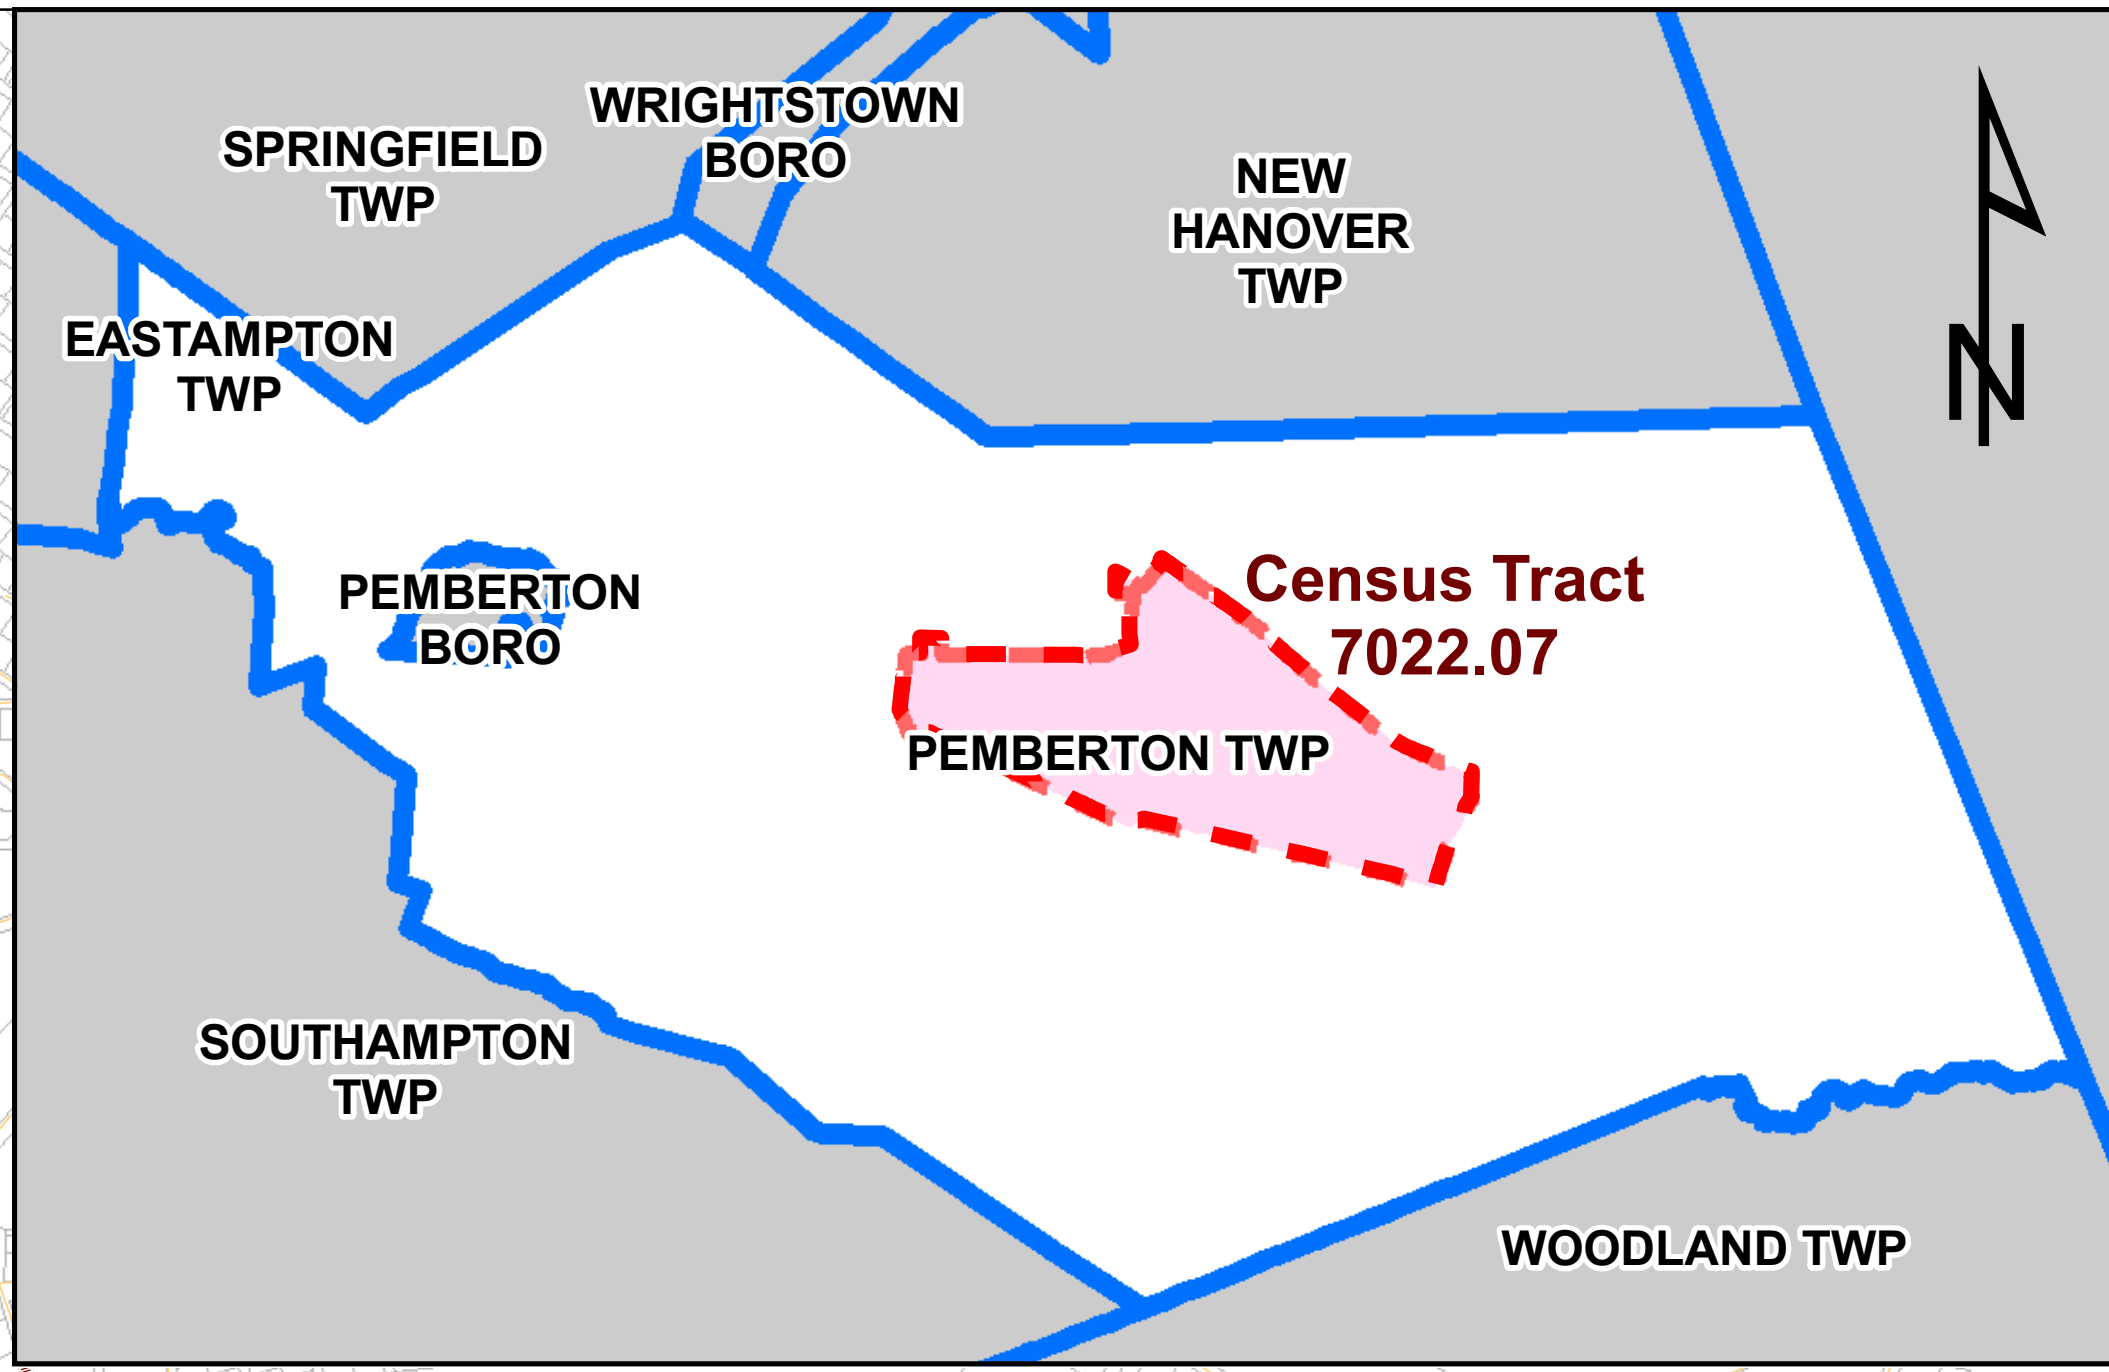 WRIGHTSTOWN
BORO
SPRINGFIELD
TWP
NEW
HANOVER
TWP
N
EASTAMPTON
TWP
PEMBERTON
BORO
Census Tract
7022.07
PEMBERTON TWP
SOUTHAMPTON
TWP
WOODLAND TWP